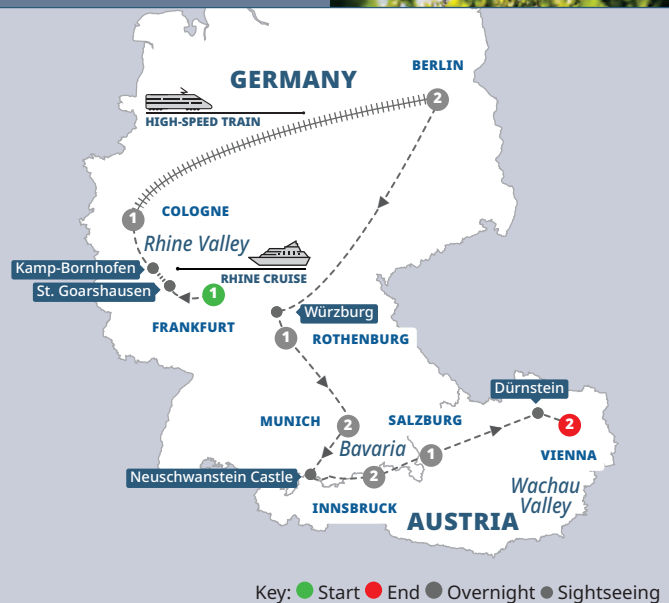 BERLIN
GERMANY
2
HIGH-SPEED TRAIN
1
COLOGNE
Rhine Valley
Kamp-Bornhofen
RHINE CRUISE
St. Goarshausen
1
FRANKFURT
Würzburg
1
ROTHENBURG
Dürnstein
MUNICH
2
SALZBURG
2
Bavaria
1
VIENNA
Neuschwanstein Castle
2
INNSBRUCK
Wachau
Valley
AUSTRIA
Key: Start End Overnight Sightseeing